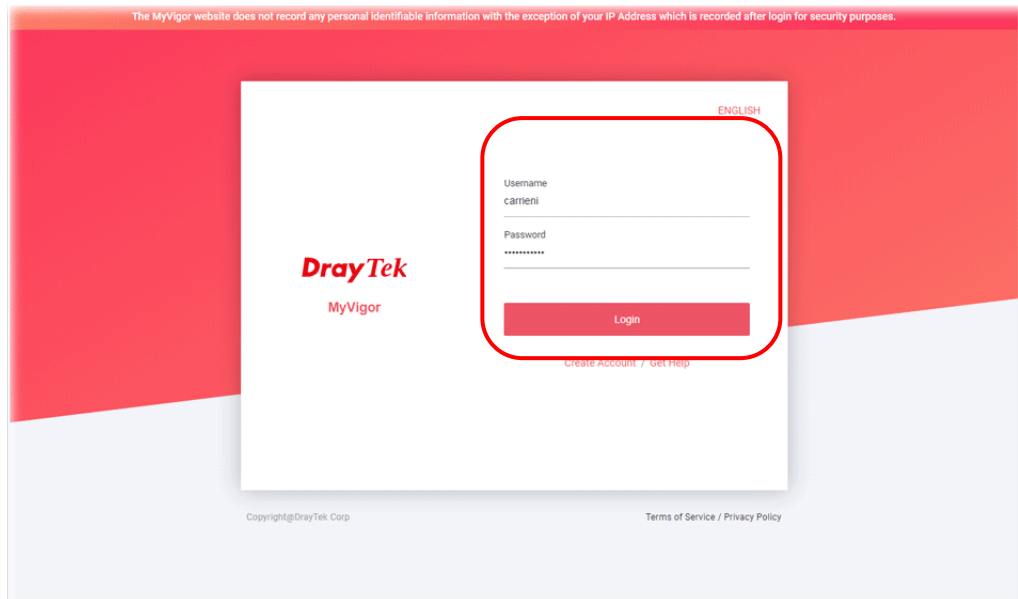 The MyVigor website does not record any personal identifiable information with the exception of your IP Address which is recorded after login for security purposes.
ENGLISH
Username
carrieni
Password
•••••••••••
DrayTek
MyVigor
Login
Create Account / Get Help
Copyright@DrayTek Corp
Terms of Service / Privacy Policy